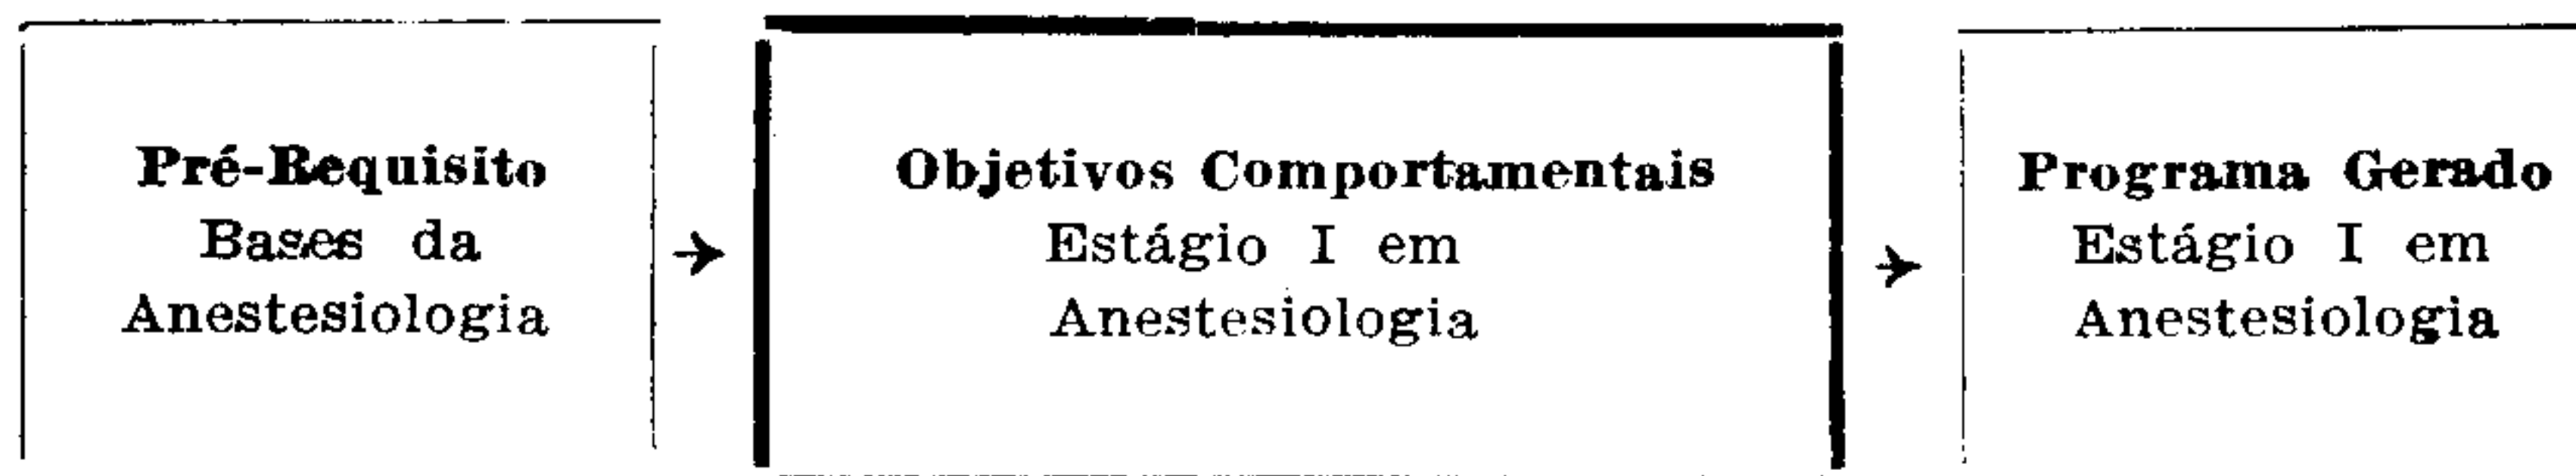 Pré-Requisito
Bases da
Anestesiologia
→
Objetivos Comportamentais
Estágio I em
Anestesiologia
→
Programa Gerado
Estágio I em
Anestesiologia